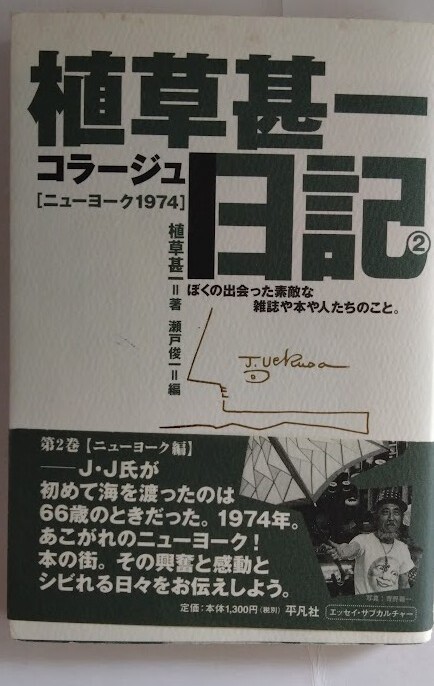 植草甚一
コラージュ
日記②
[ニューヨーク1974]
植草甚一＝著 瀬戸俊一＝編
ぼくの出会った素敵な
雑誌や本や人たちのこと。
J. Uekusa
第2巻【ニューヨーク編】
──J・J氏が
初めて海を渡ったのは
66歳のときだった。1974年。
あこがれのニューヨーク！
本の街。その興奮と感動と
シビれる日々をお伝えしよう。
定価：本体1,300円（税別） 平凡社
エッセイ・サブカルチャー